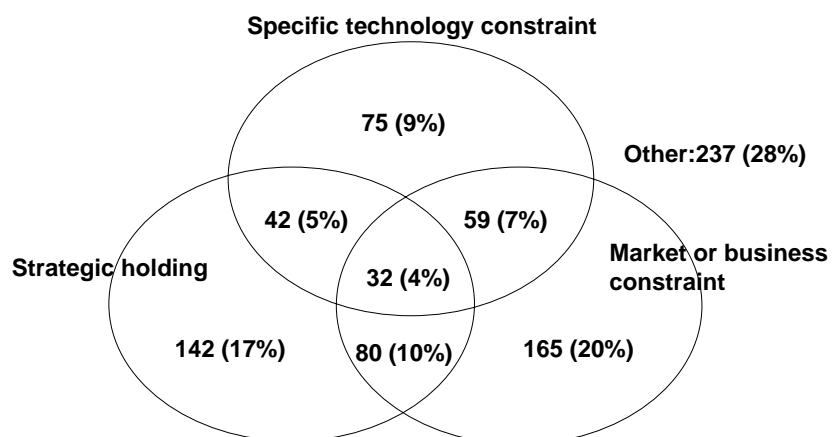 Specific technology constraint
75 (9%)
Other:237 (28%)
42 (5%)
59 (7%)
Strategic holding
32 (4%)
Market or business
constraint
142 (17%)
80 (10%)
165 (20%)